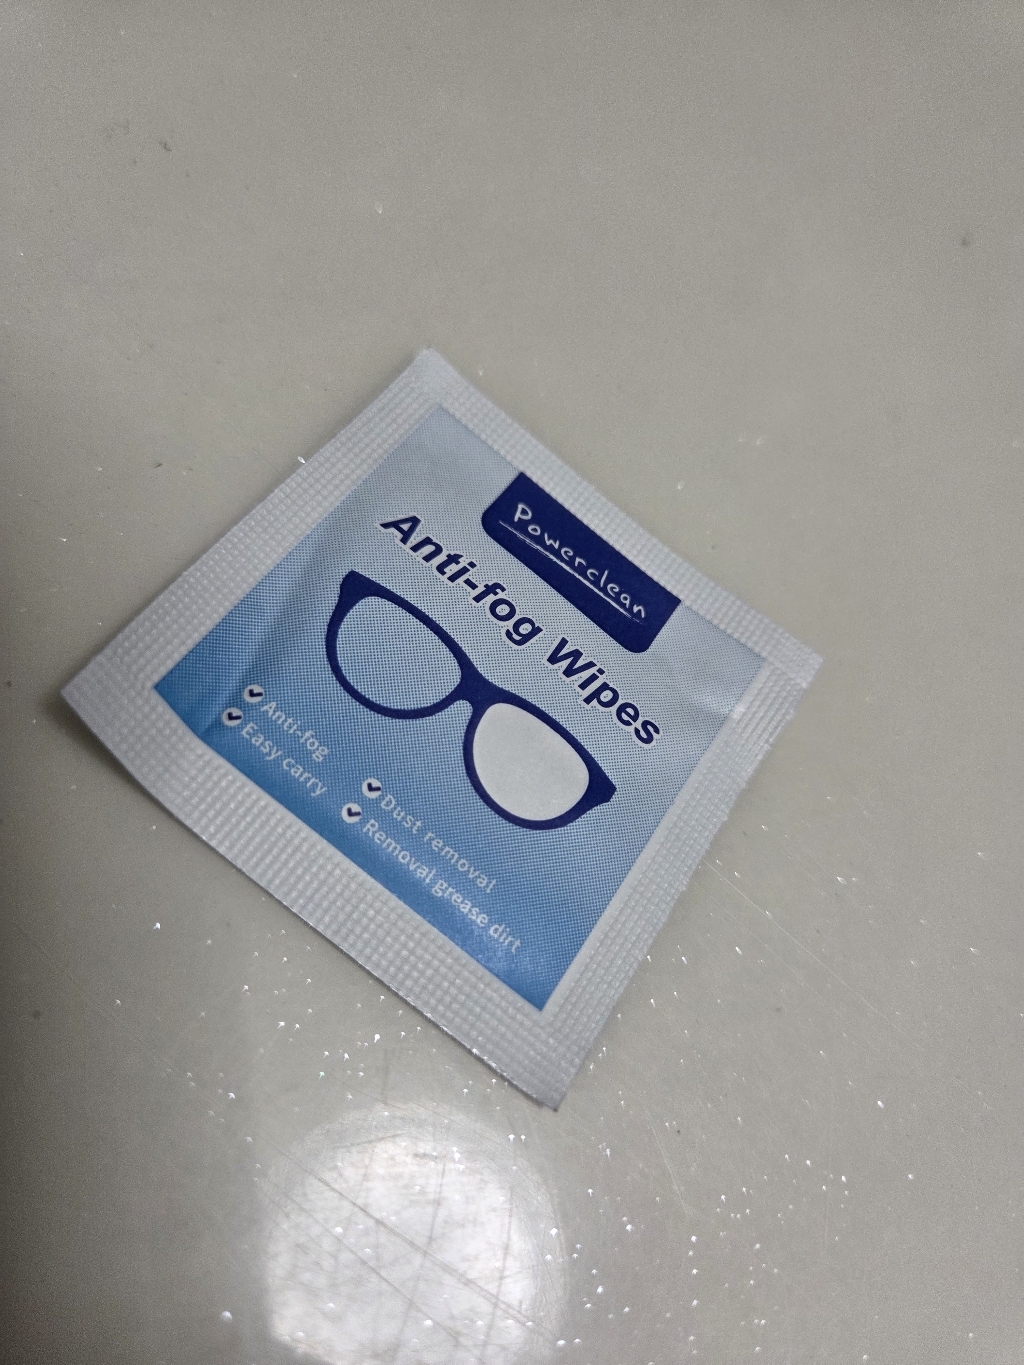 Powerclean
Anti-fog Wipes
Anti-fog
Easy carry
Dust removal
Removal grease dirt